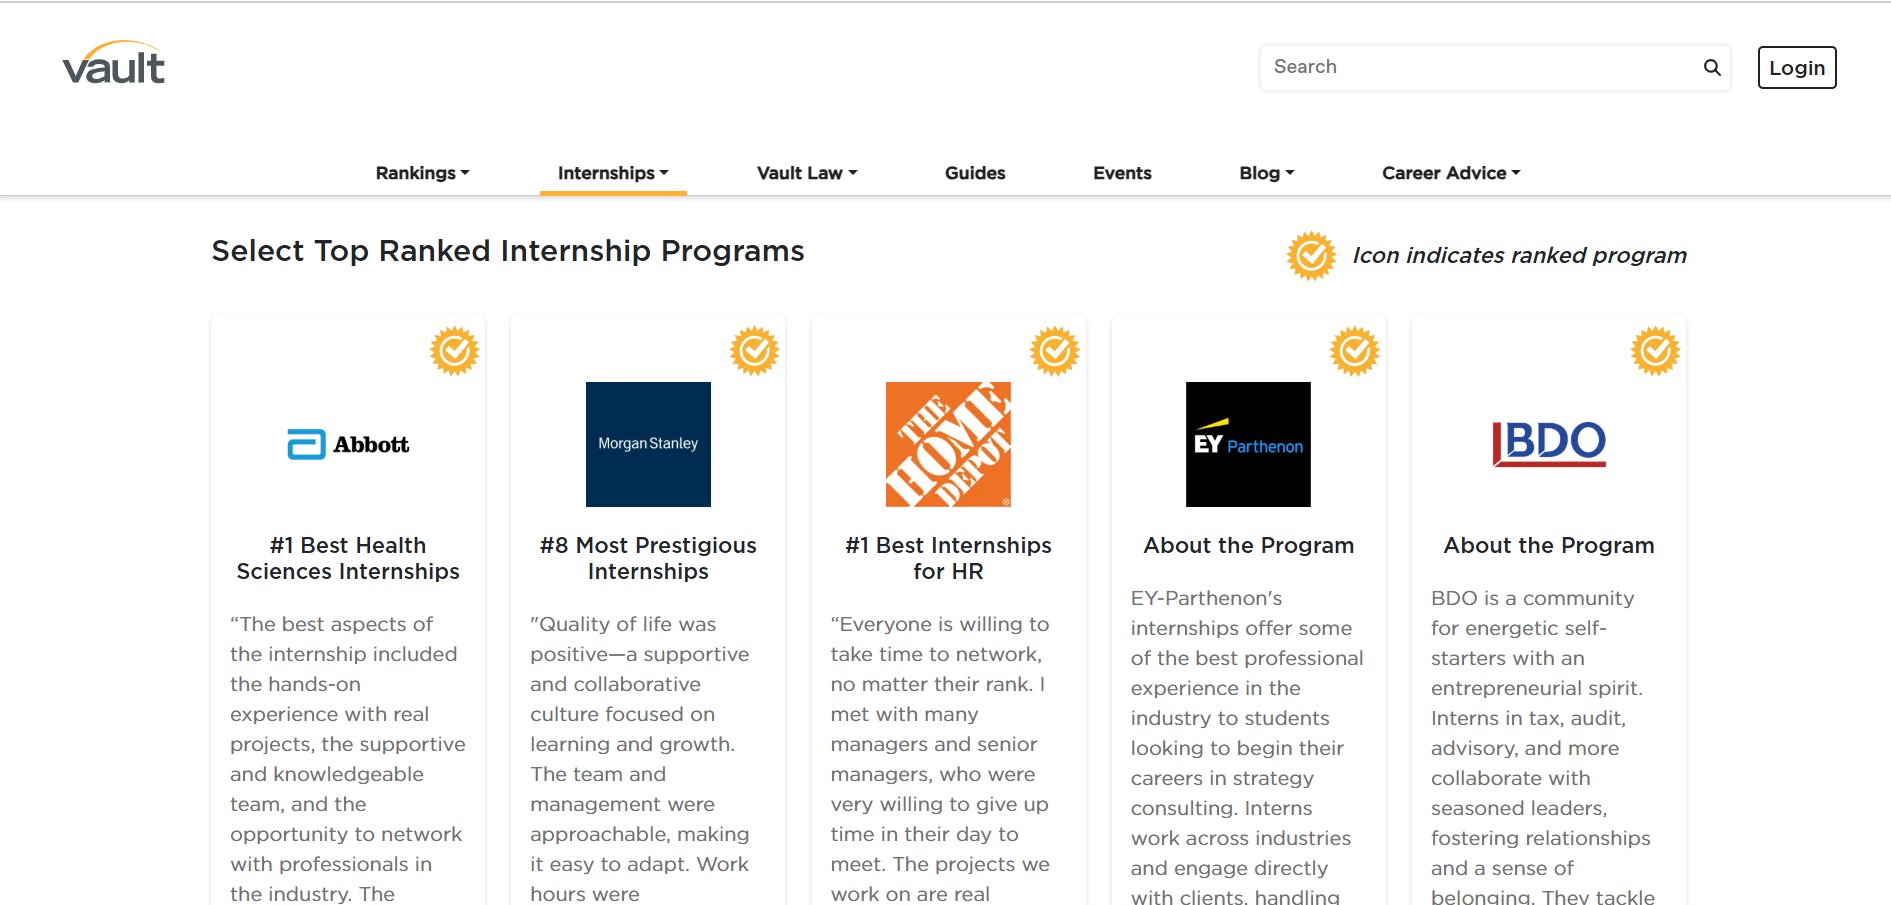 vault
Search
Login
Rankings
Internships
Vault Law
Guides
Events
Blog
Career Advice
Select Top Ranked Internship Programs
Icon indicates ranked program
Abbott
#1 Best Health
Sciences Internships
“The best aspects of
the internship included
the hands-on
experience with real
projects, the supportive
and knowledgeable
team, and the
opportunity to network
with professionals in
the industry. The
Morgan Stanley
#8 Most Prestigious
Internships
"Quality of life was
positive—a supportive
and collaborative
culture focused on
learning and growth.
The team and
management were
approachable, making
it easy to adapt. Work
hours were
THE
HOME
DEPOT
®
#1 Best Internships
for HR
“Everyone is willing to
take time to network,
no matter their rank. I
met with many
managers and senior
managers, who were
very willing to give up
time in their day to
meet. The projects we
work on are real
EY Parthenon
About the Program
EY-Parthenon's
internships offer some
of the best professional
experience in the
industry to students
looking to begin their
careers in strategy
consulting. Interns
work across industries
and engage directly
with clients, handling
BDO
About the Program
BDO is a community
for energetic self-
starters with an
entrepreneurial spirit.
Interns in tax, audit,
advisory, and more
collaborate with
seasoned leaders,
fostering relationships
and a sense of
belonging. They tackle